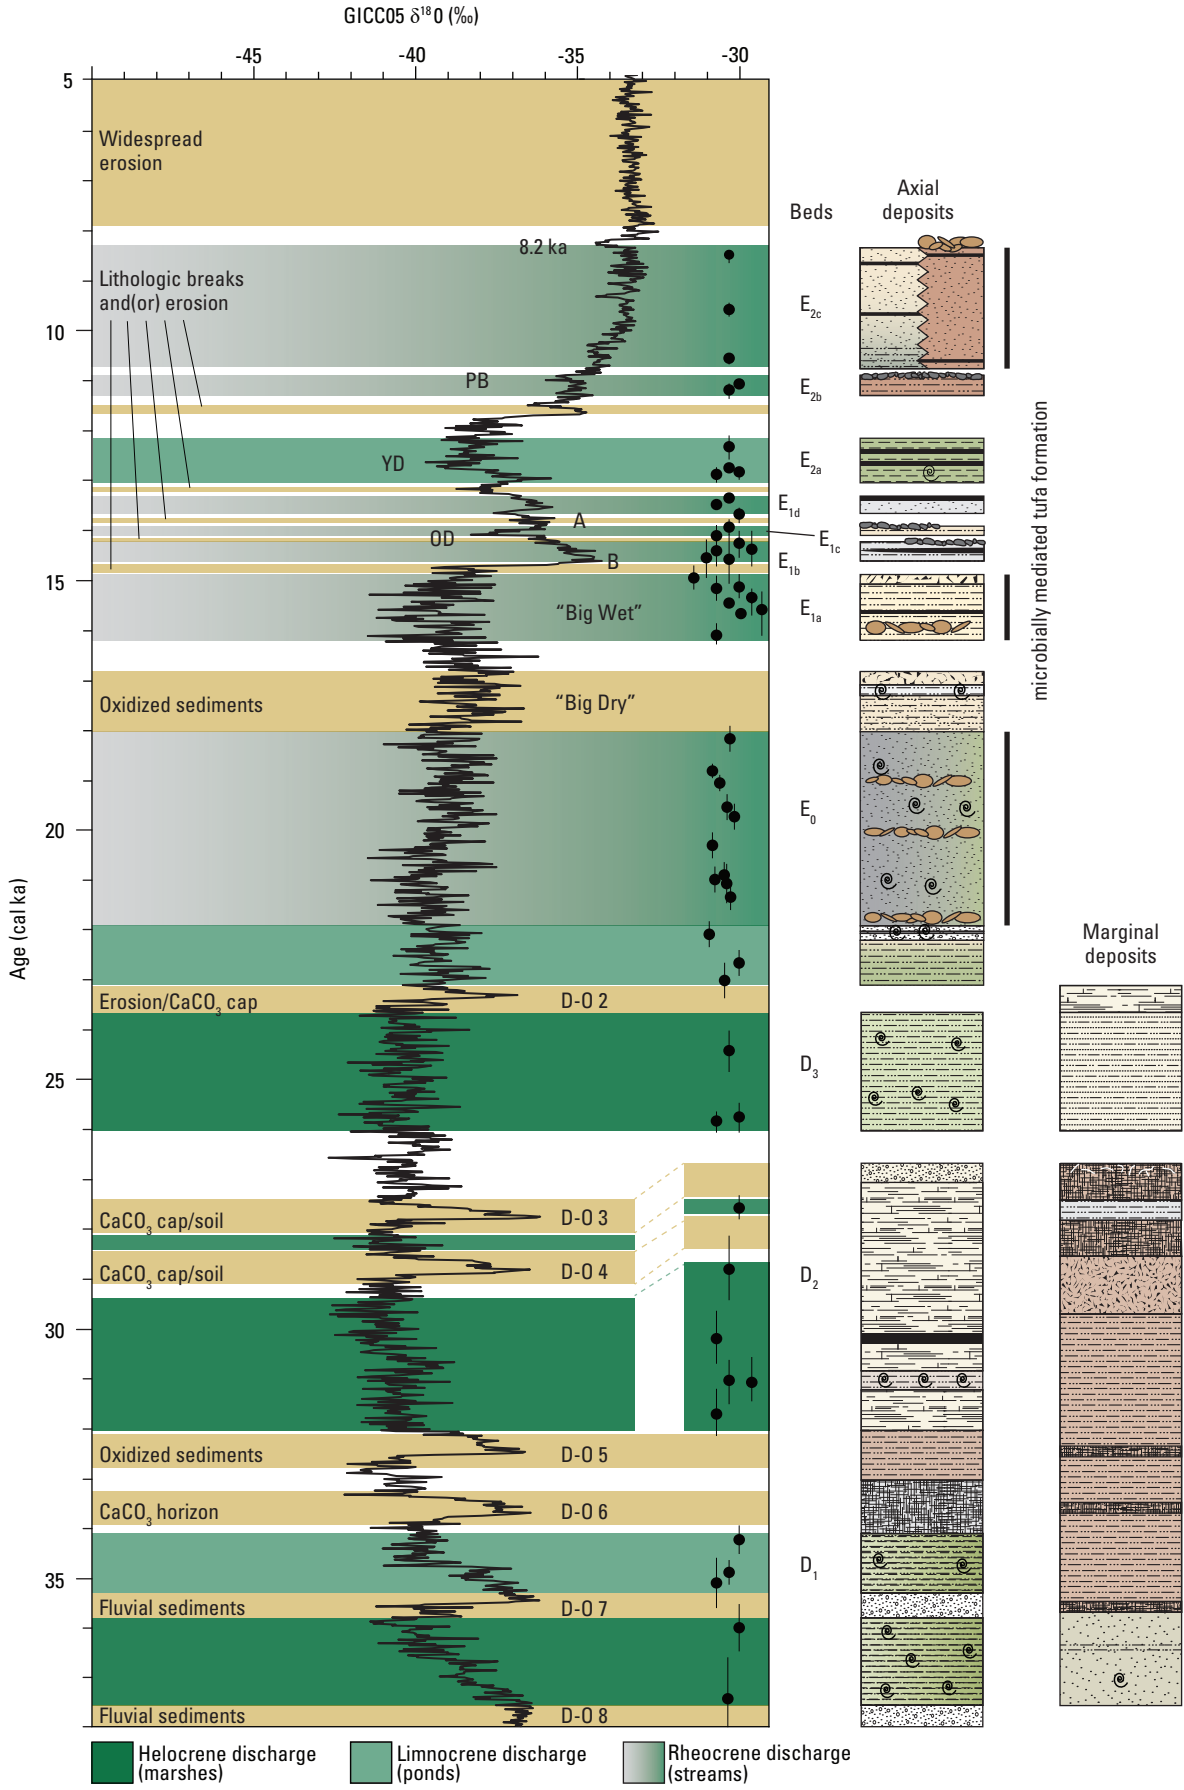 GICC05 δ¹⁸O (‰)
-45
-40
-35
-30
5
10
15
20
25
30
35
Age (cal ka)
Widespread
erosion
8.2 ka
Lithologic breaks
and(or) erosion
PB
YD
A
OD
B
"Big Wet"
Oxidized sediments
"Big Dry"
Erosion/CaCO₃ cap
D-O 2
CaCO₃ cap/soil
D-O 3
CaCO₃ cap/soil
D-O 4
Oxidized sediments
D-O 5
CaCO₃ horizon
D-O 6
Fluvial sediments
D-O 7
Fluvial sediments
D-O 8
Beds
Axial
deposits
E₂c
E₂b
E₂a
E₁d
E₁c
E₁b
E₁a
E₀
D₃
D₂
D₁
microbially mediated tufa formation
Marginal
deposits
Helocrene discharge
(marshes)
Limnocrene discharge
(ponds)
Rheocrene discharge
(streams)